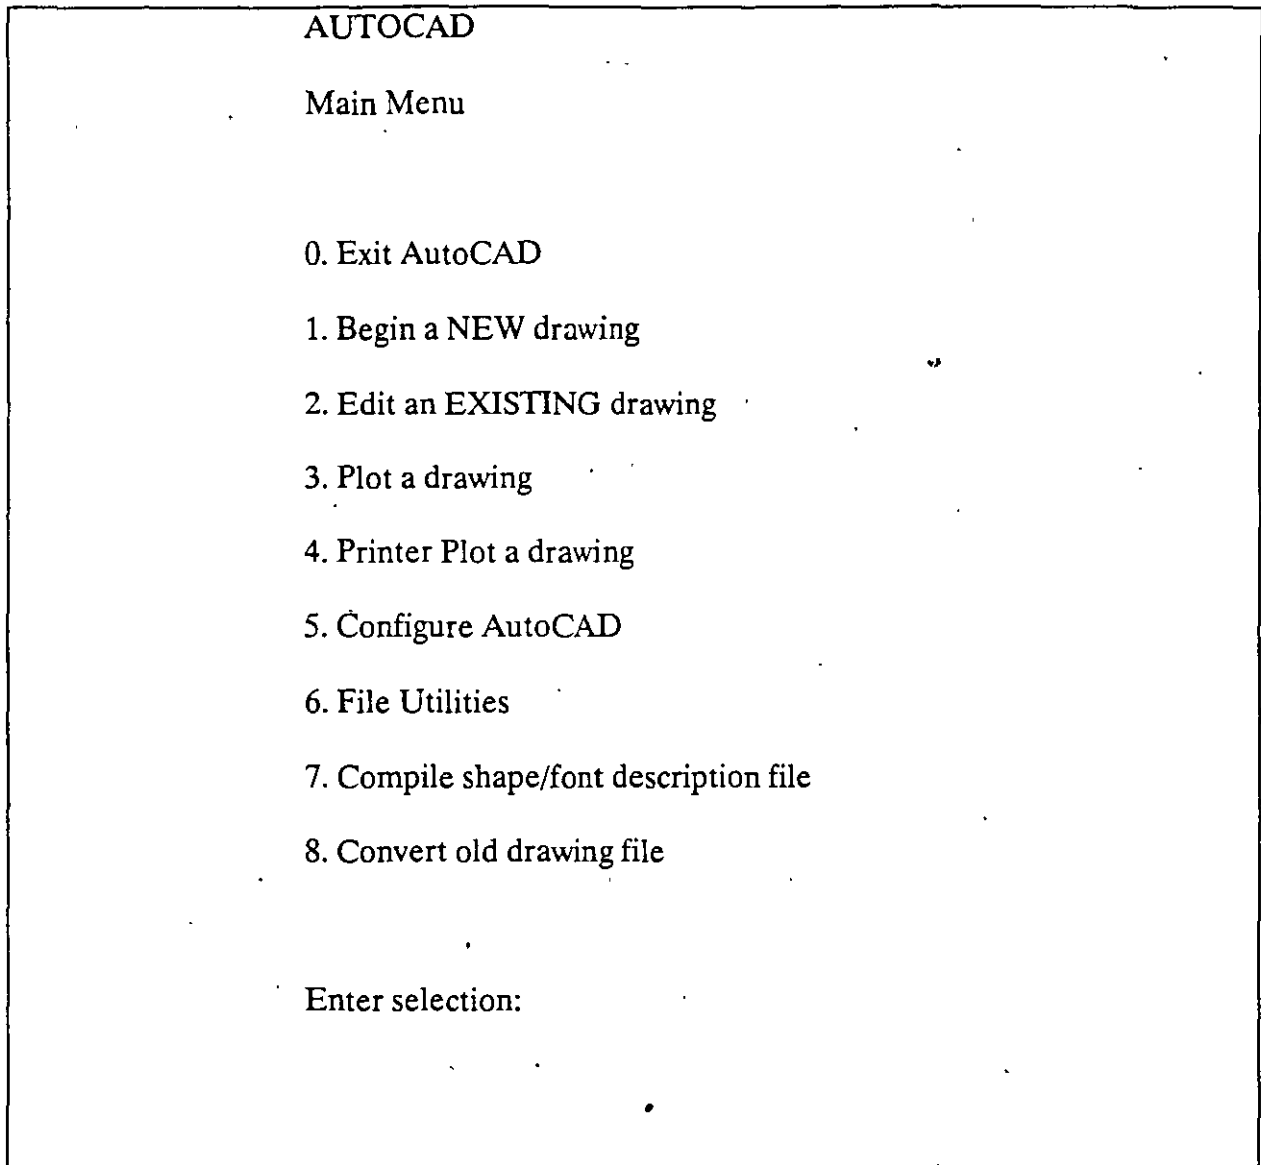 AUTOCAD
Main Menu
0. Exit AutoCAD
1. Begin a NEW drawing
2. Edit an EXISTING drawing
3. Plot a drawing
4. Printer Plot a drawing
5. Configure AutoCAD
6. File Utilities
7. Compile shape/font description file
8. Convert old drawing file
Enter selection: